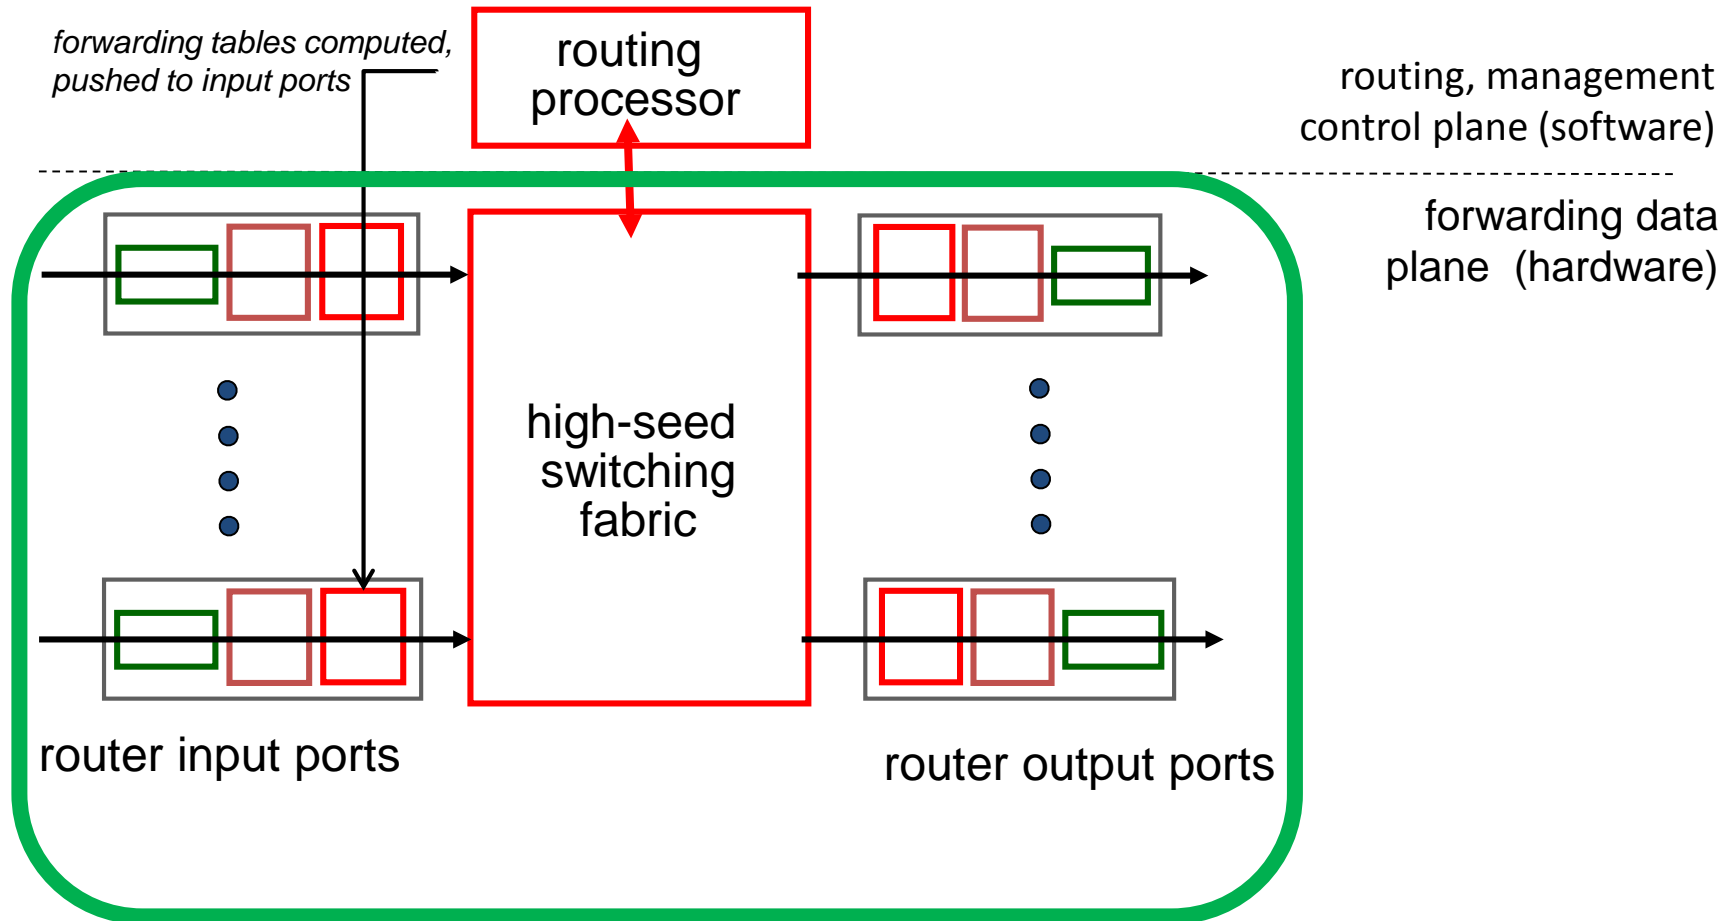 forwarding tables computed,
pushed to input ports
routing
processor
routing, management
control plane (software)
forwarding data
plane  (hardware)
high-seed
switching
fabric
router input ports
router output ports